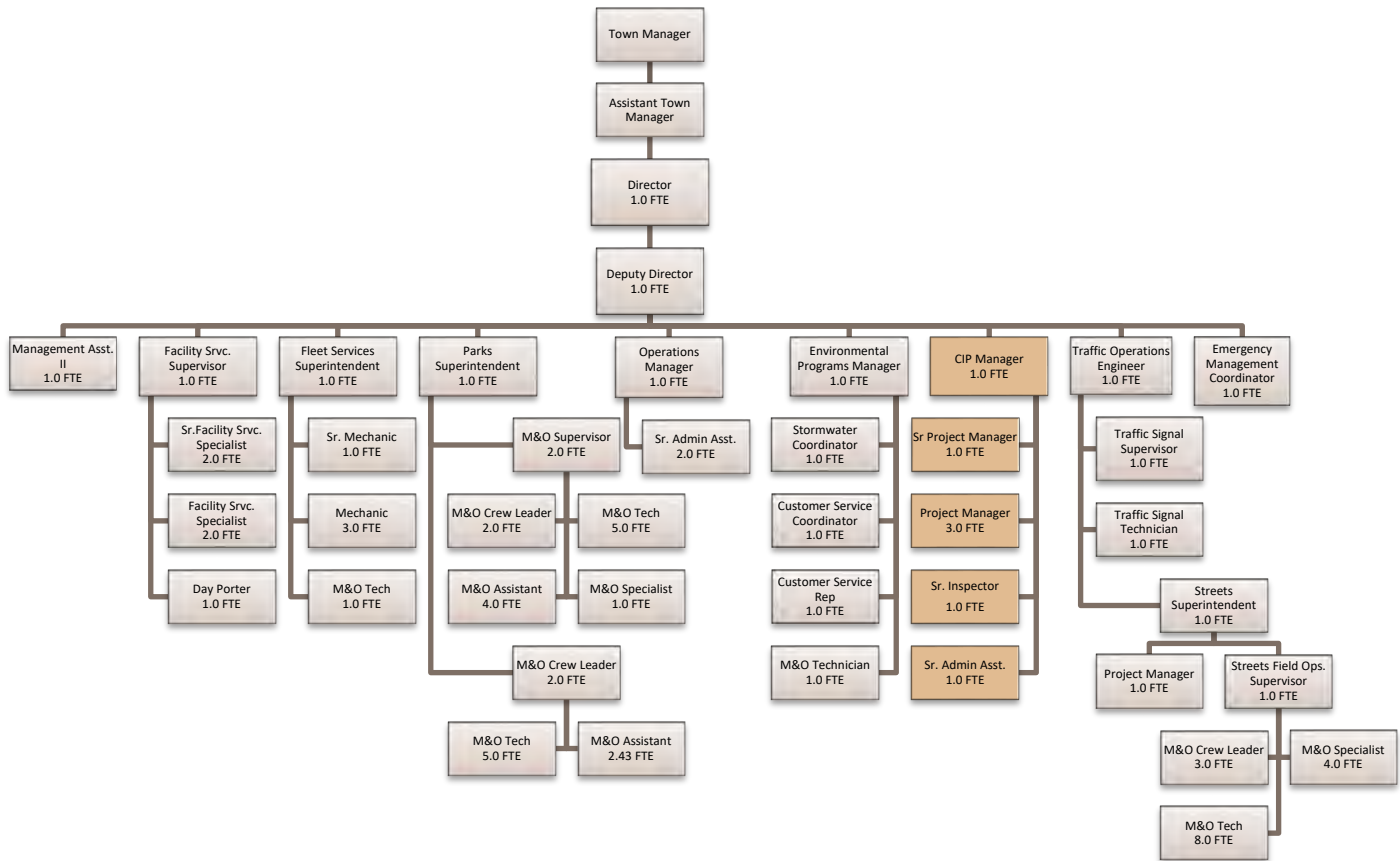 Town Manager
Assistant Town
Manager
Director
1.0 FTE
Deputy Director
1.0 FTE
Management Asst.
II
1.0 FTE
Facility Srvc.
Supervisor
1.0 FTE
Fleet Services
Superintendent
1.0 FTE
Parks
Superintendent
1.0 FTE
Operations
Manager
1.0 FTE
Environmental
Programs Manager
1.0 FTE
CIP Manager
1.0 FTE
Traffic Operations
Engineer
1.0 FTE
Emergency
Management
Coordinator
1.0 FTE
Sr.Facility Srvc.
Specialist
2.0 FTE
Facility Srvc.
Specialist
2.0 FTE
Day Porter
1.0 FTE
Sr. Mechanic
1.0 FTE
Mechanic
3.0 FTE
M&O Tech
1.0 FTE
M&O Supervisor
2.0 FTE
M&O Crew Leader
2.0 FTE
M&O Tech
5.0 FTE
M&O Assistant
4.0 FTE
M&O Specialist
1.0 FTE
M&O Crew Leader
2.0 FTE
M&O Tech
5.0 FTE
M&O Assistant
2.43 FTE
Sr. Admin Asst.
2.0 FTE
Stormwater
Coordinator
1.0 FTE
Customer Service
Coordinator
1.0 FTE
Customer Service
Rep
1.0 FTE
M&O Technician
1.0 FTE
Sr Project Manager
1.0 FTE
Project Manager
3.0 FTE
Sr. Inspector
1.0 FTE
Sr. Admin Asst.
1.0 FTE
Traffic Signal
Supervisor
1.0 FTE
Traffic Signal
Technician
1.0 FTE
Streets
Superintendent
1.0 FTE
Project Manager
1.0 FTE
Streets Field Ops.
Supervisor
1.0 FTE
M&O Crew Leader
3.0 FTE
M&O Specialist
4.0 FTE
M&O Tech
8.0 FTE